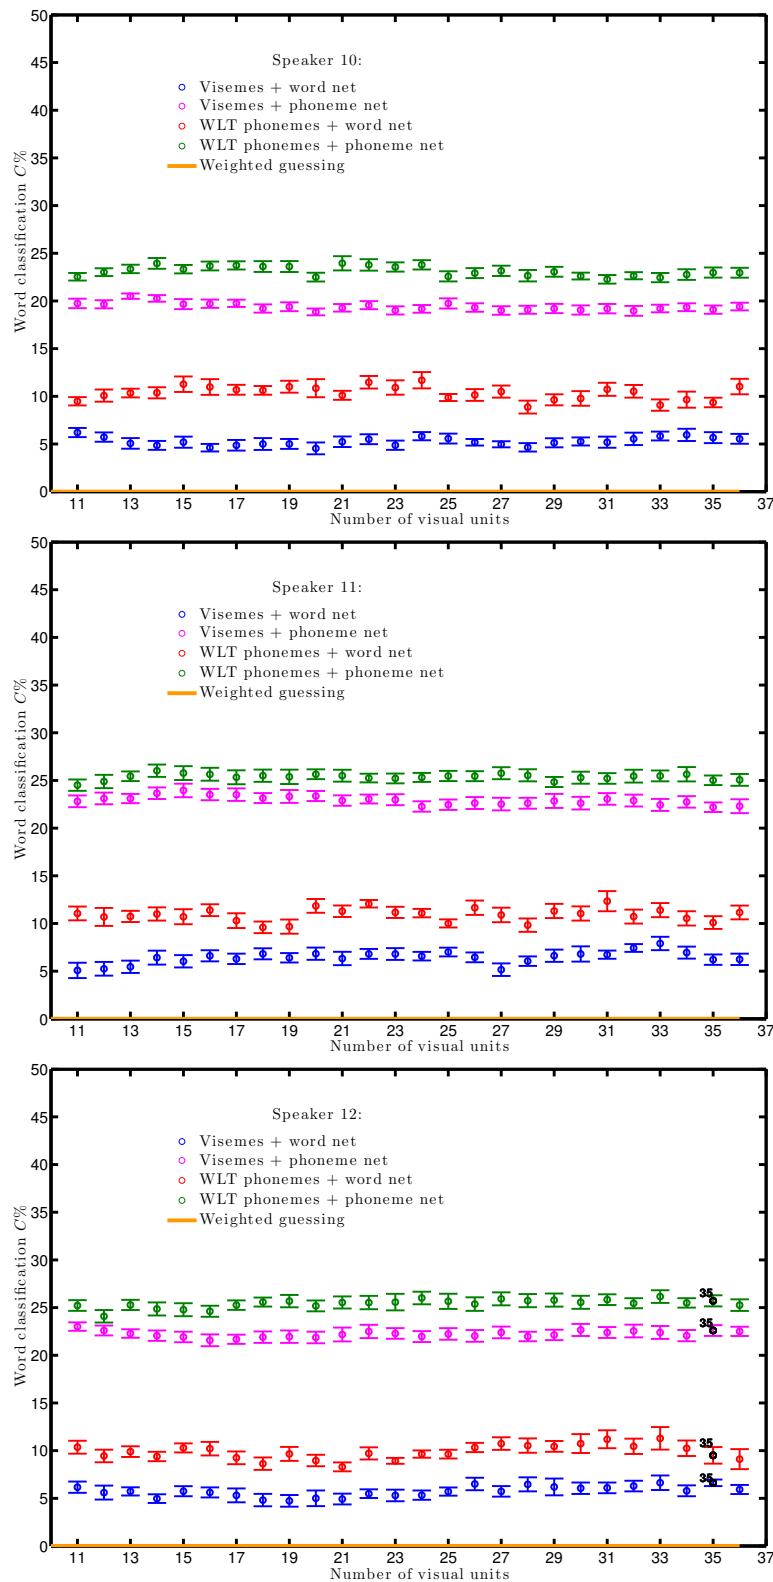 50
45
40
35
30
25
20
15
10
5
0
Word classification C%
Speaker 10:
Visemes + word net
Visemes + phoneme net
WLT phonemes + word net
WLT phonemes + phoneme net
Weighted guessing
11 13 15 17 19 21 23 25 27 29 31 33 35 37
Number of visual units
50
45
40
35
30
25
20
15
10
5
0
Word classification C%
Speaker 11:
Visemes + word net
Visemes + phoneme net
WLT phonemes + word net
WLT phonemes + phoneme net
Weighted guessing
11 13 15 17 19 21 23 25 27 29 31 33 35 37
Number of visual units
50
45
40
35
30
25
20
15
10
5
0
Word classification C%
Speaker 12:
Visemes + word net
Visemes + phoneme net
WLT phonemes + word net
WLT phonemes + phoneme net
Weighted guessing
35
35
35
35
11 13 15 17 19 21 23 25 27 29 31 33 35 37
Number of visual units